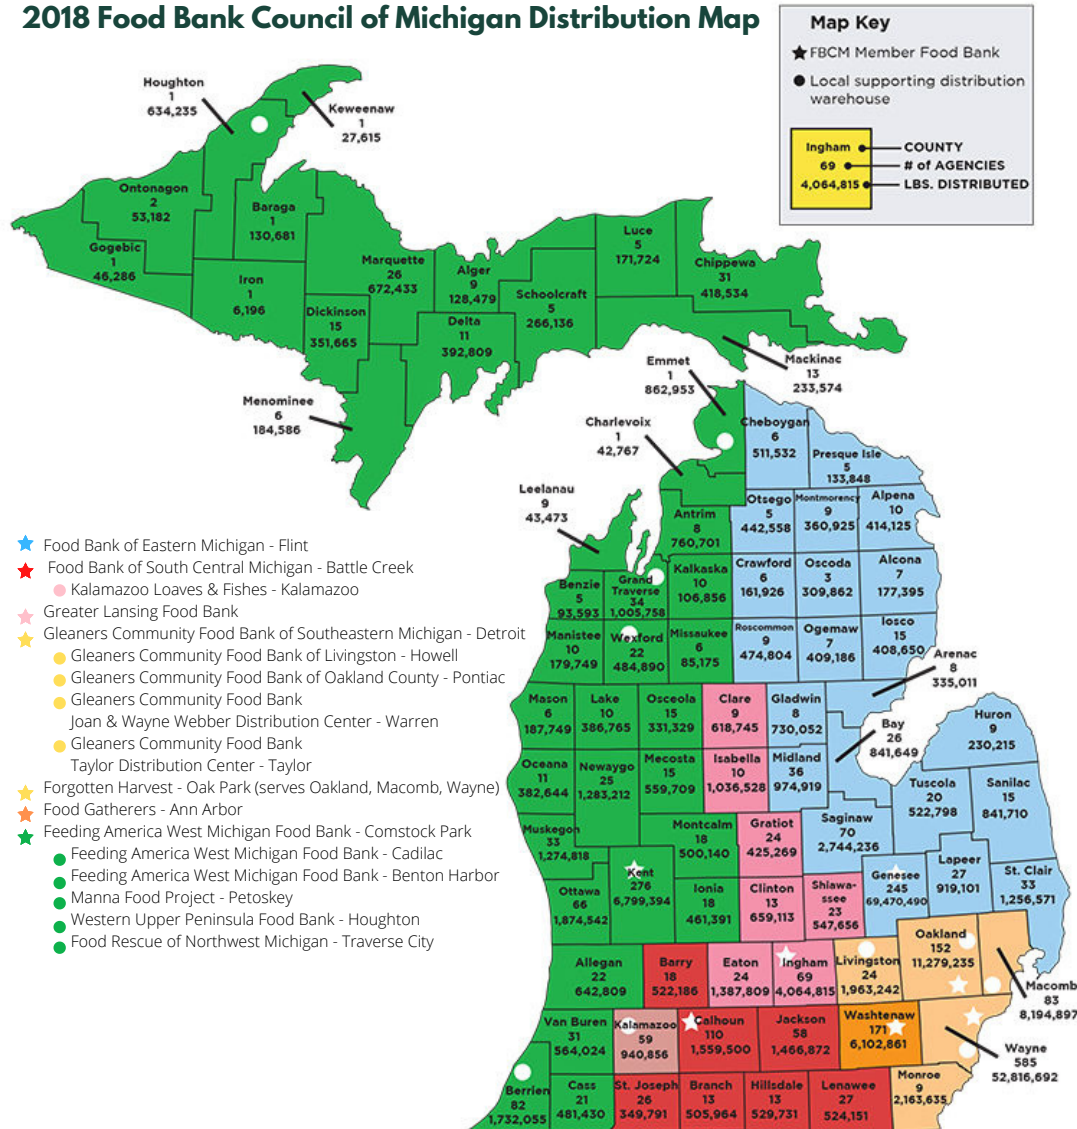 2018 Food Bank Council of Michigan Distribution Map
Map Key
FBCM Member Food Bank
Local supporting distribution
warehouse
Ingham
COUNTY
69
# of AGENCIES
4,064,815
LBS. DISTRIBUTED
Houghton
1
634,235
Keweenaw
1
27,615
Ontonagon
2
53,182
Gogebic
1
46,286
Baraga
1
130,681
Iron
1
6,196
Marquette
26
672,433
Dickinson
15
351,665
Alger
9
128,479
Delta
11
392,809
Schoolcraft
5
266,136
Luce
5
171,724
Chippewa
31
418,534
Mackinac
13
233,574
Menominee
6
184,586
Emmet
1
862,953
Charlevoix
1
42,767
Leelanau
9
43,473
Cheboygan
6
511,532
Presque Isle
5
133,848
Antrim
8
760,701
Otsego
5
442,558
Montmorency
9
360,925
Alpena
10
414,125
Benzie
5
93,593
Grand
Traverse
34
1,005,758
Kalkaska
10
106,856
Crawford
6
161,926
Oscoda
3
309,862
Alcona
7
177,395
Manistee
10
179,749
Wexford
22
484,890
Missaukee
6
85,175
Roscommon
9
474,804
Ogemaw
7
409,186
Iosco
15
408,650
Arenac
8
335,011
Mason
6
187,749
Lake
10
386,765
Osceola
15
331,329
Clare
9
618,745
Gladwin
8
730,052
Bay
26
841,649
Huron
9
230,215
Oceana
11
382,644
Newaygo
25
1,283,212
Mecosta
15
559,709
Isabella
10
1,036,528
Midland
36
974,919
Tuscola
20
522,798
Sanilac
15
841,710
Muskegon
33
1,274,818
Montcalm
18
500,140
Gratiot
24
425,269
Saginaw
70
2,744,236
Ottawa
66
1,874,542
Kent
276
6,799,394
Ionia
18
461,391
Clinton
13
659,113
Shiawa-
ssee
23
547,656
Genesee
245
69,470,490
Lapeer
27
919,101
St. Clair
33
1,256,571
Allegan
22
642,809
Barry
18
522,186
Eaton
24
1,387,809
Ingham
69
4,064,815
Livingston
24
1,963,242
Oakland
152
11,279,235
Macomb
83
8,194,897
Van Buren
31
564,024
Kalamazoo
59
940,856
Calhoun
110
1,559,500
Jackson
58
1,466,872
Washtenaw
171
6,102,861
Wayne
585
52,816,692
Berrien
82
1,732,055
Cass
21
481,430
St. Joseph
26
349,791
Branch
13
505,964
Hillsdale
13
529,731
Lenawee
27
524,151
Monroe
9
2,163,635
Food Bank of Eastern Michigan - Flint
Food Bank of South Central Michigan - Battle Creek
Kalamazoo Loaves & Fishes - Kalamazoo
Greater Lansing Food Bank
Gleaners Community Food Bank of Southeastern Michigan - Detroit
Gleaners Community Food Bank of Livingston - Howell
Gleaners Community Food Bank of Oakland County - Pontiac
Gleaners Community Food Bank
Joan & Wayne Webber Distribution Center - Warren
Gleaners Community Food Bank
Taylor Distribution Center - Taylor
Forgotten Harvest - Oak Park (serves Oakland, Macomb, Wayne)
Food Gatherers - Ann Arbor
Feeding America West Michigan Food Bank - Comstock Park
Feeding America West Michigan Food Bank - Cadilac
Feeding America West Michigan Food Bank - Benton Harbor
Manna Food Project - Petoskey
Western Upper Peninsula Food Bank - Houghton
Food Rescue of Northwest Michigan - Traverse City